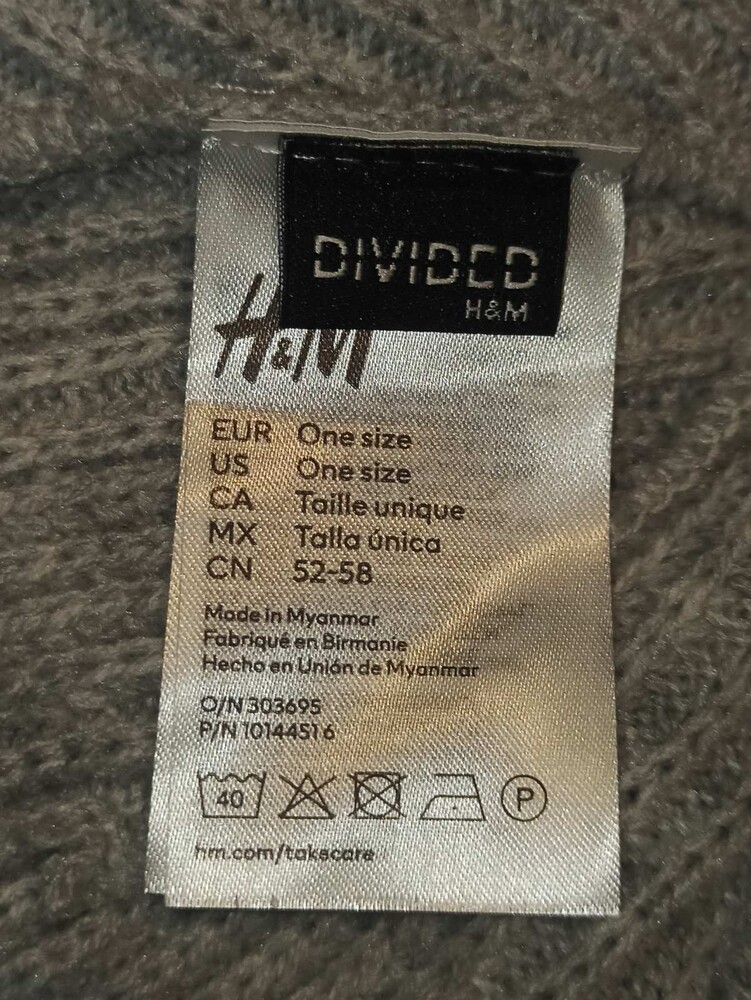 DIVIDED
H&M
H&M
EUR One size
US One size
CA Taille unique
MX Talla única
CN 52-58
Made in Myanmar
Fabriqué en Birmanie
Hecho en Unión de Myanmar
O/N 303695
P/N 10144516
40
P
hm.com/takecare